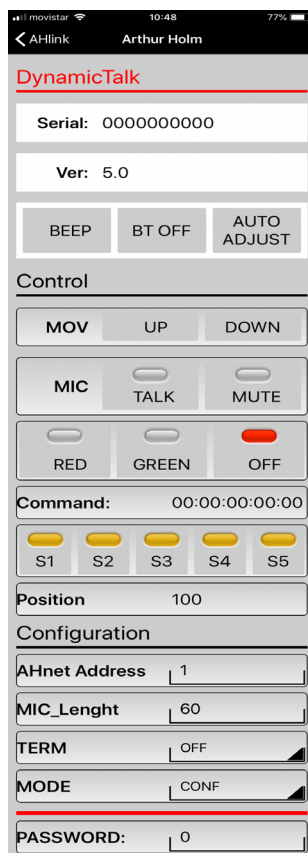 movistar 10:48 77%
AHlink Arthur Holm
DynamicTalk
Serial: 0000000000
Ver: 5.0
BEEP BT OFF AUTO
ADJUST
Control
MOV UP DOWN
MIC TALK MUTE
RED GREEN OFF
Command: 00:00:00:00:00
S1 S2 S3 S4 S5
Position 100
Configuration
AHnet Address 1
MIC_Lenght 60
TERM OFF
MODE CONF
PASSWORD: 0